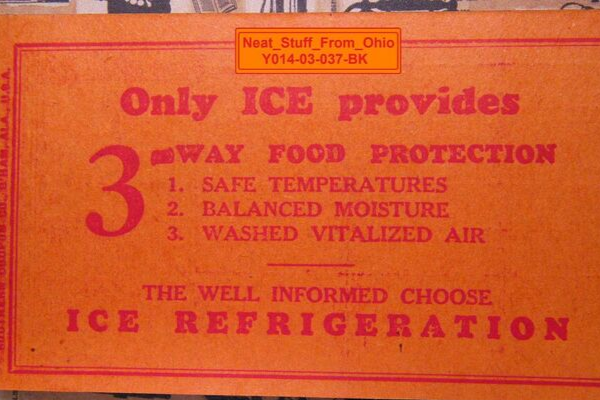 Neat_Stuff_From_Ohio
Y014-03-037-BK
Only ICE provides
3-WAY FOOD PROTECTION
1. SAFE TEMPERATURES
2. BALANCED MOISTURE
3. WASHED VITALIZED AIR
THE WELL INFORMED CHOOSE
ICE REFRIGERATION